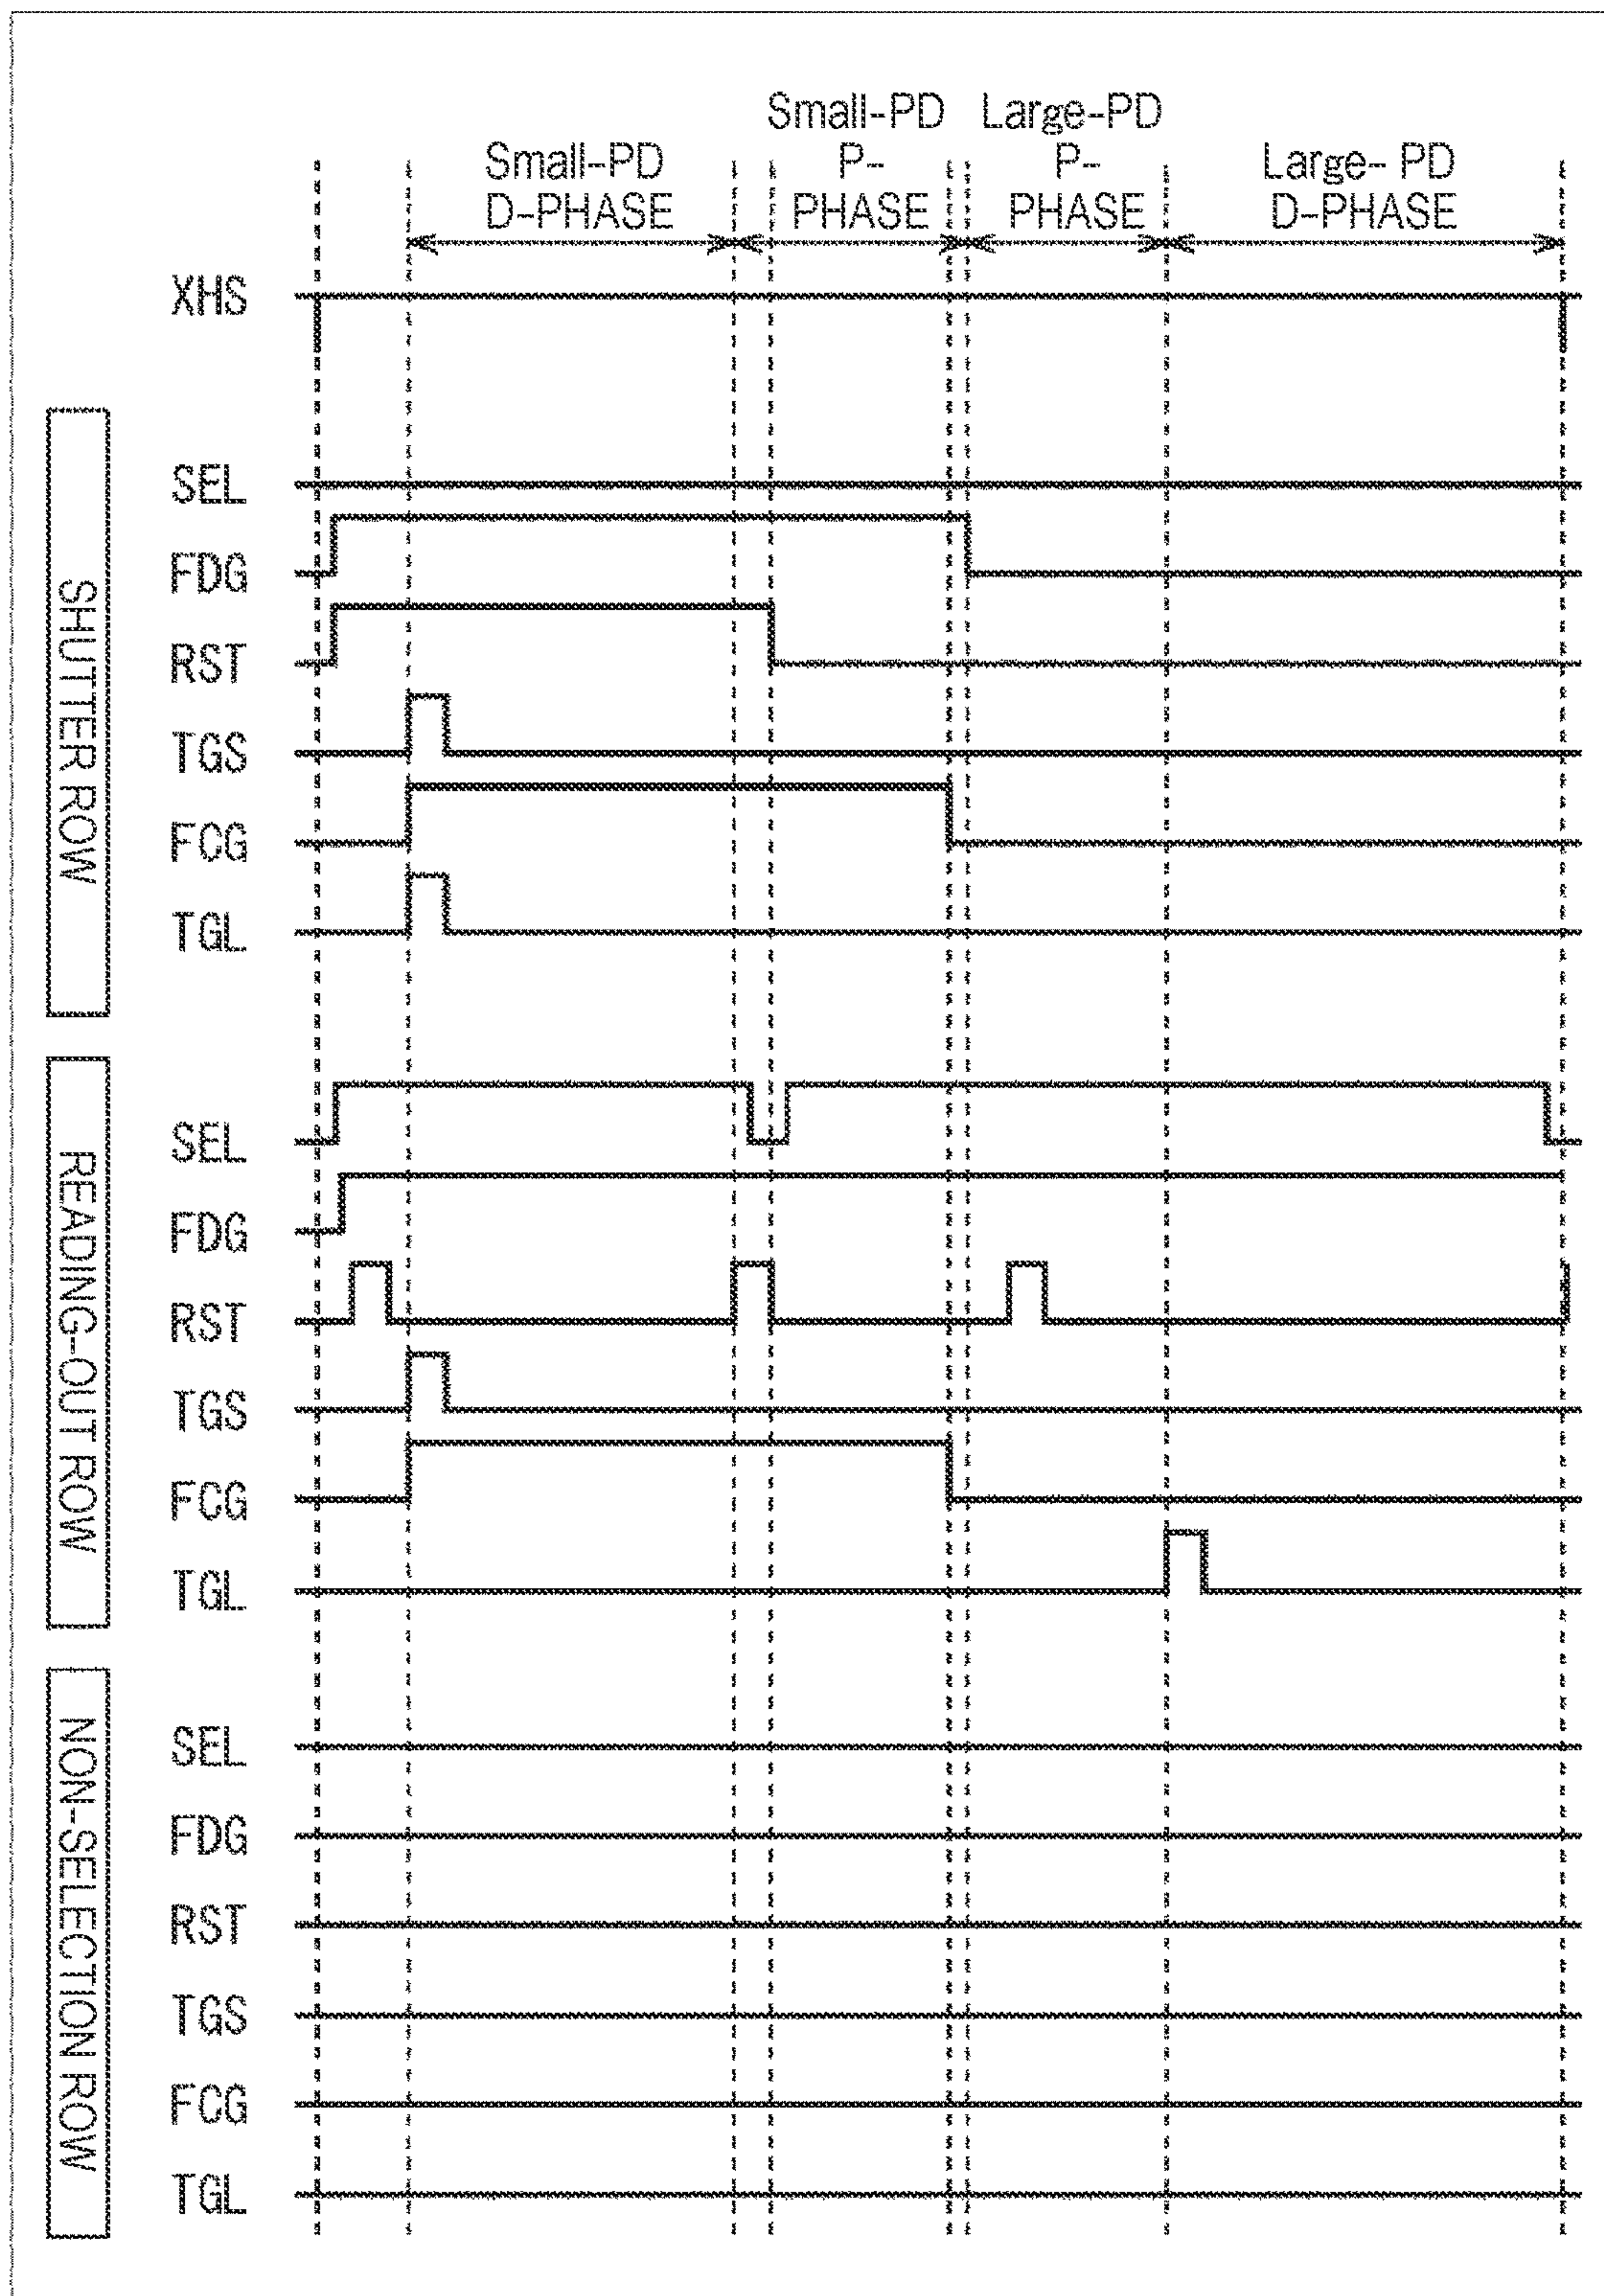 Small-PD
D-PHASE
Small-PD
P-
PHASE
Large-PD
P-
PHASE
Large- PD
D-PHASE
XHS
SHUTTER ROW
SEL
FDG
RST
TGS
FCG
TGL
READING-OUT ROW
SEL
FDG
RST
TGS
FCG
TGL
NON-SELECTION ROW
SEL
FDG
RST
TGS
FCG
TGL